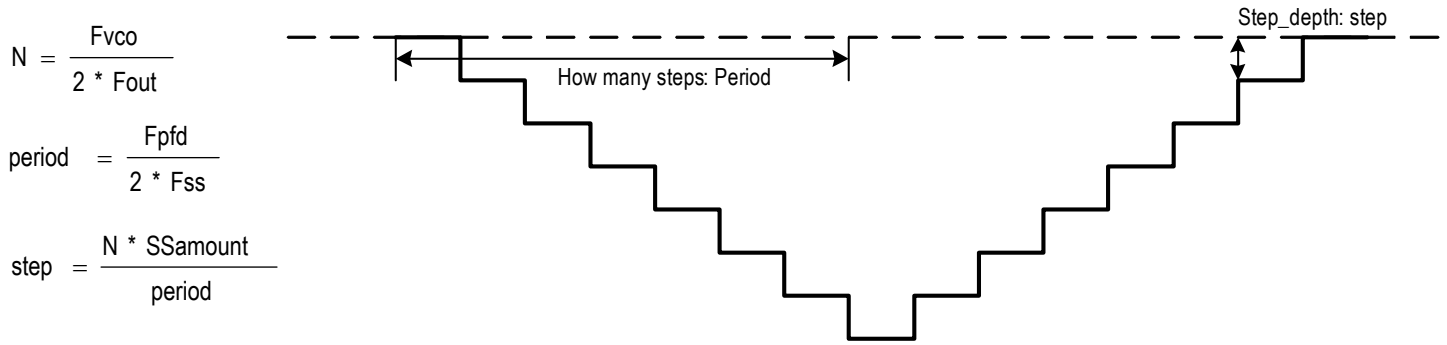 N = Fvco / 2 * Fout
period = Fpfd / 2 * Fss
step = N * SSamount / period
How many steps: Period
Step_depth: step